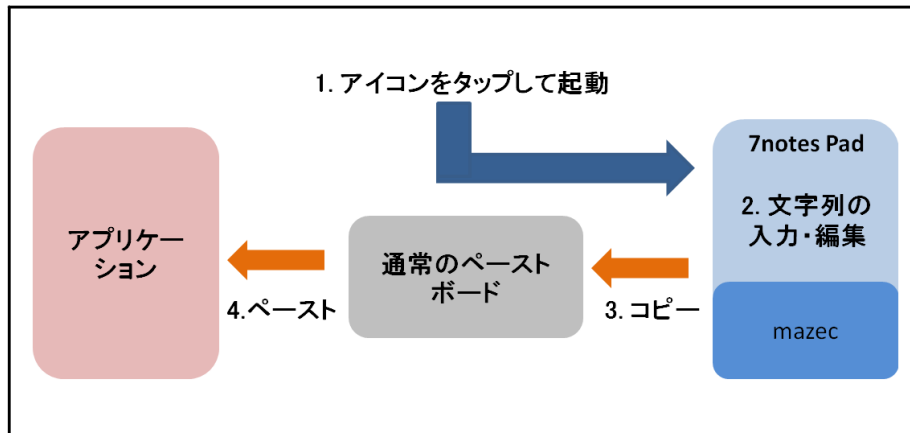 1. アイコンをタップして起動
7notes Pad
2. 文字列の
入力・編集
mazec
3. コピー
通常のペースト
ボード
4.ペースト
アプリケー
ション